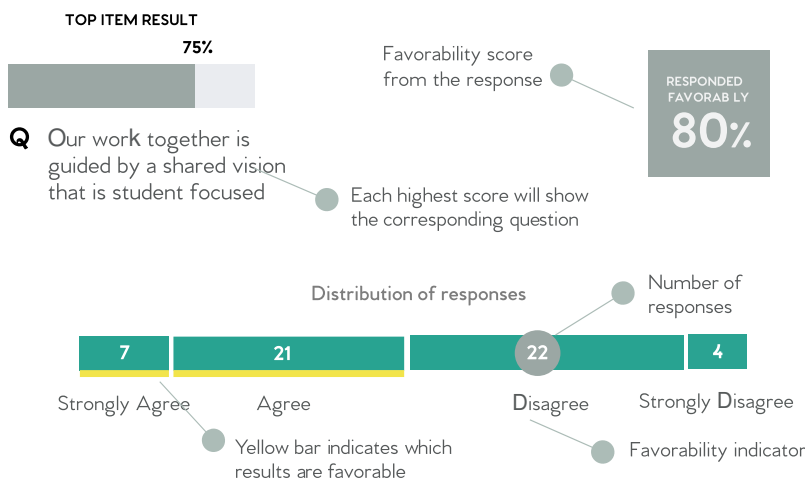 TOP ITEM RESULT
75%
Q Our work together is
guided by a shared vision
that is student focused
Favorability score
from the response
RESPONDED
FAVORAB LY
80%
Each highest score will show
the corresponding question
Distribution of responses
Number of
responses
7 21 22 4
Strongly Agree Agree Disagree Strongly Disagree
Yellow bar indicates which
results are favorable
Favorability indicator